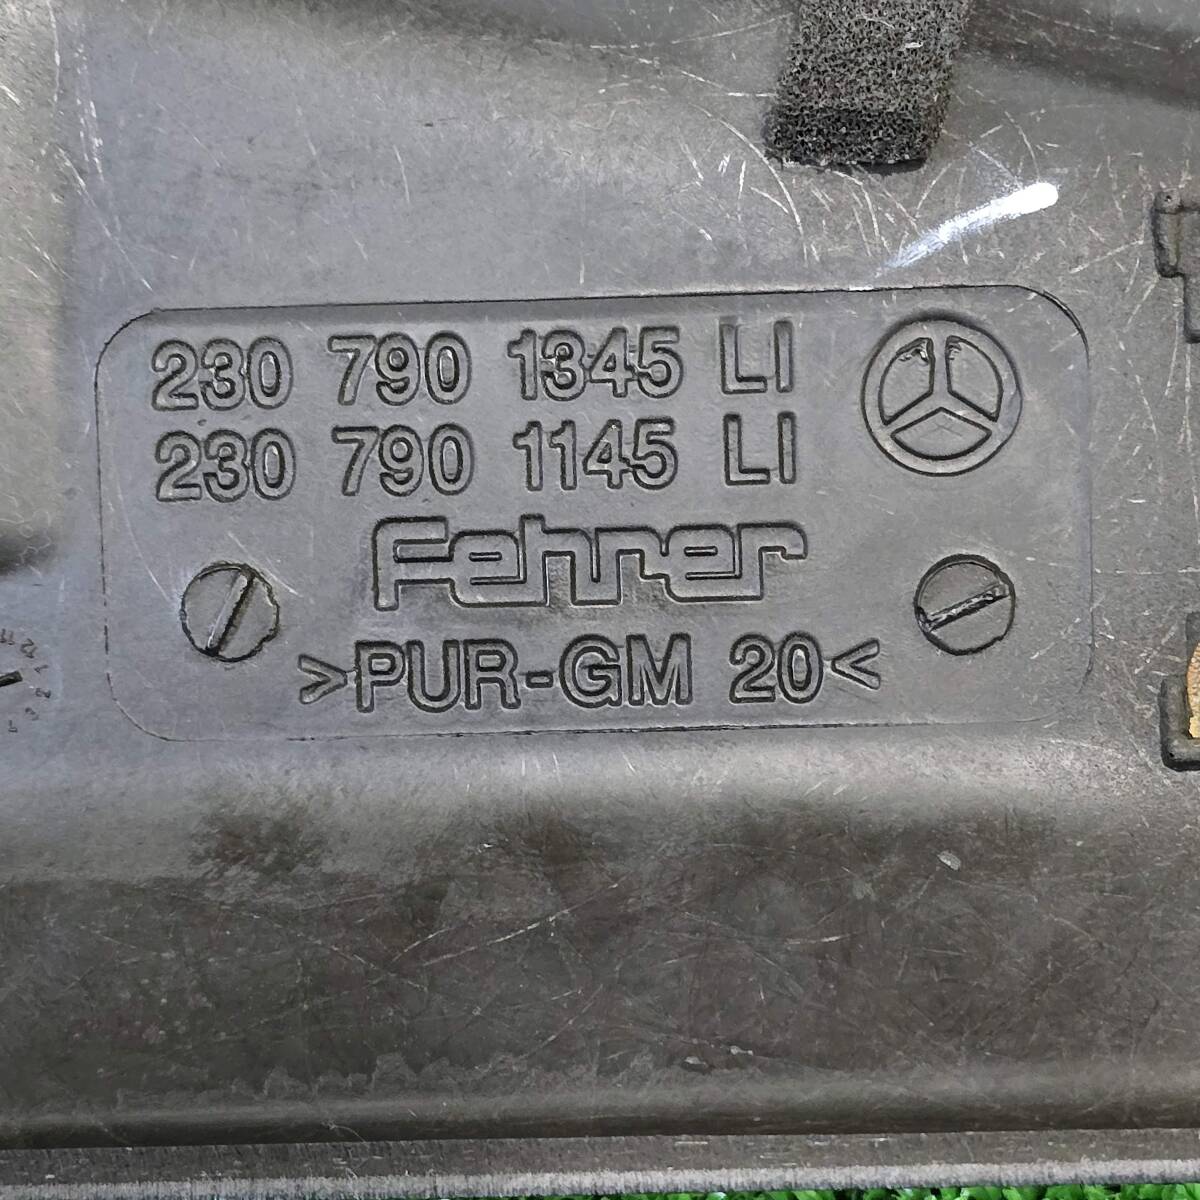 230 790 1345 LI
230 790 1145 LI
Fehrer
>PUR-GM 20<